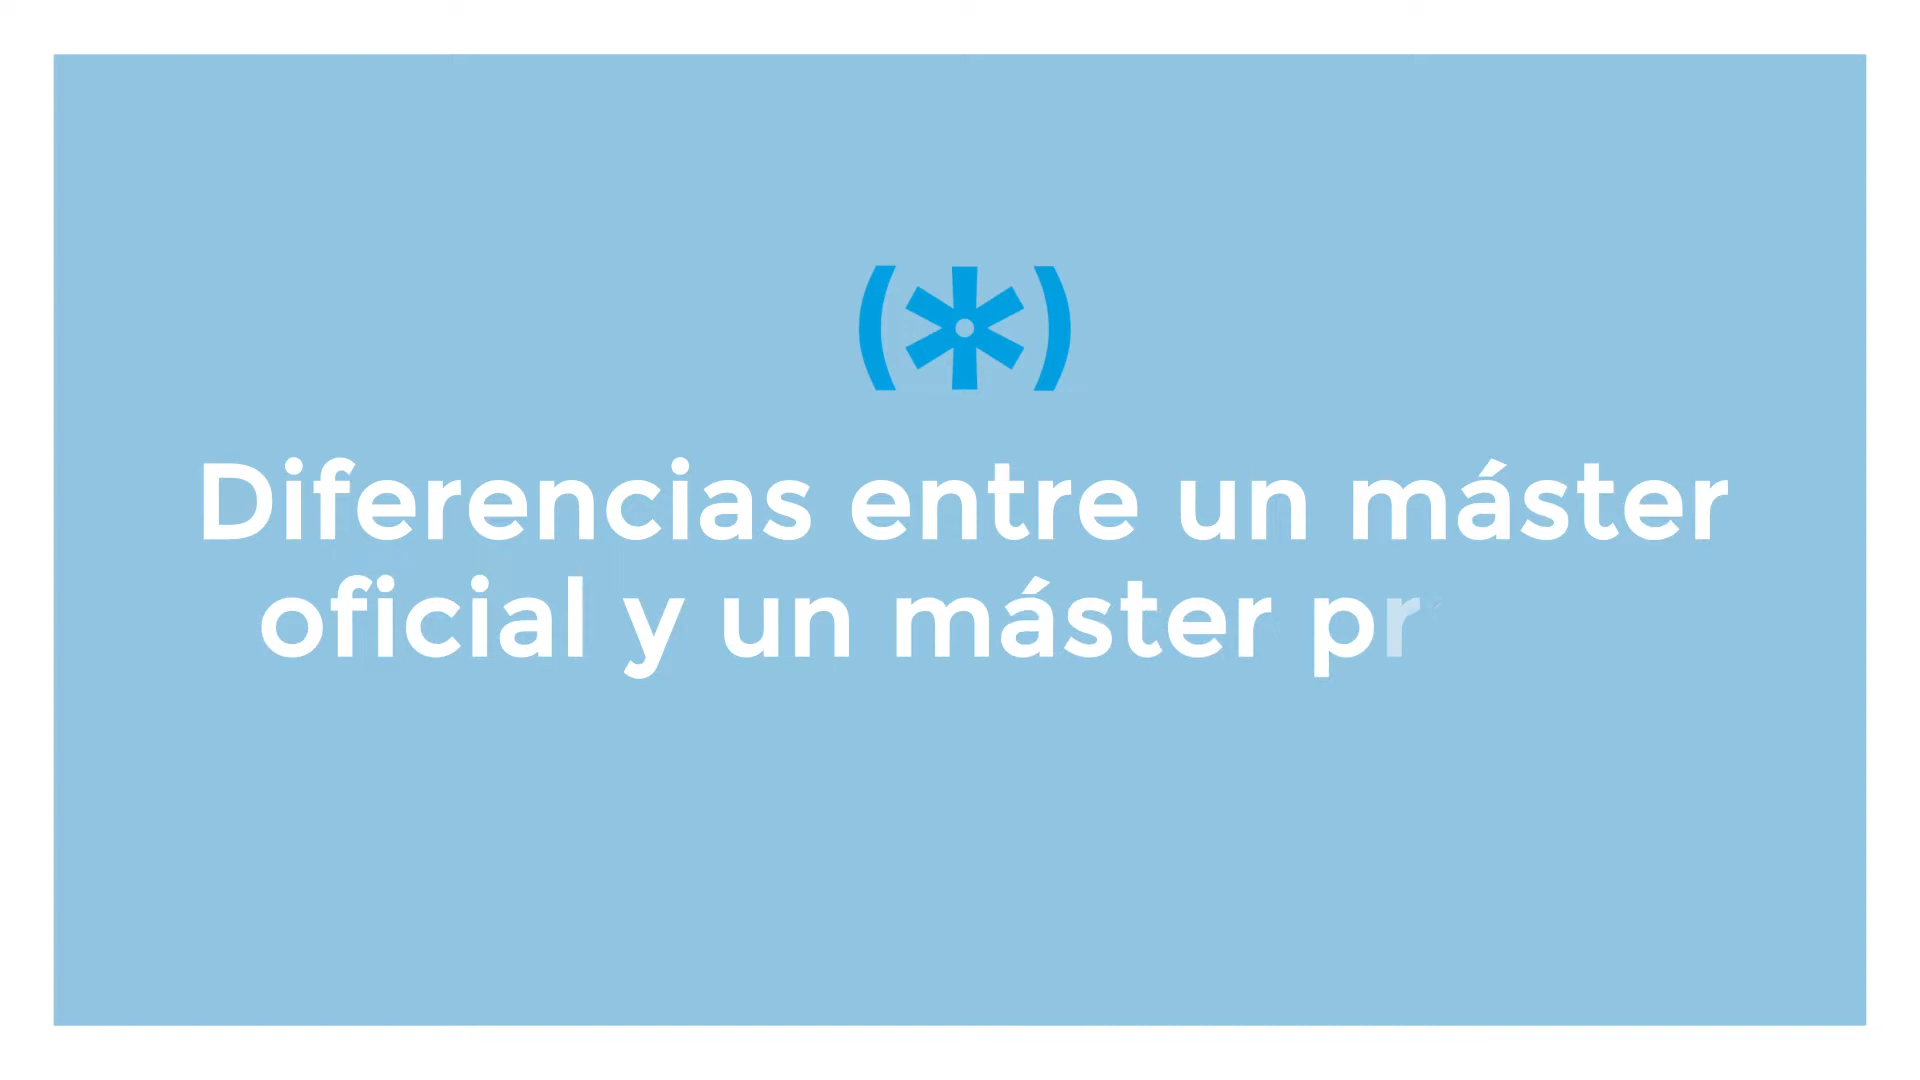 (*)
Diferencias entre un máster
oficial y un máster pr